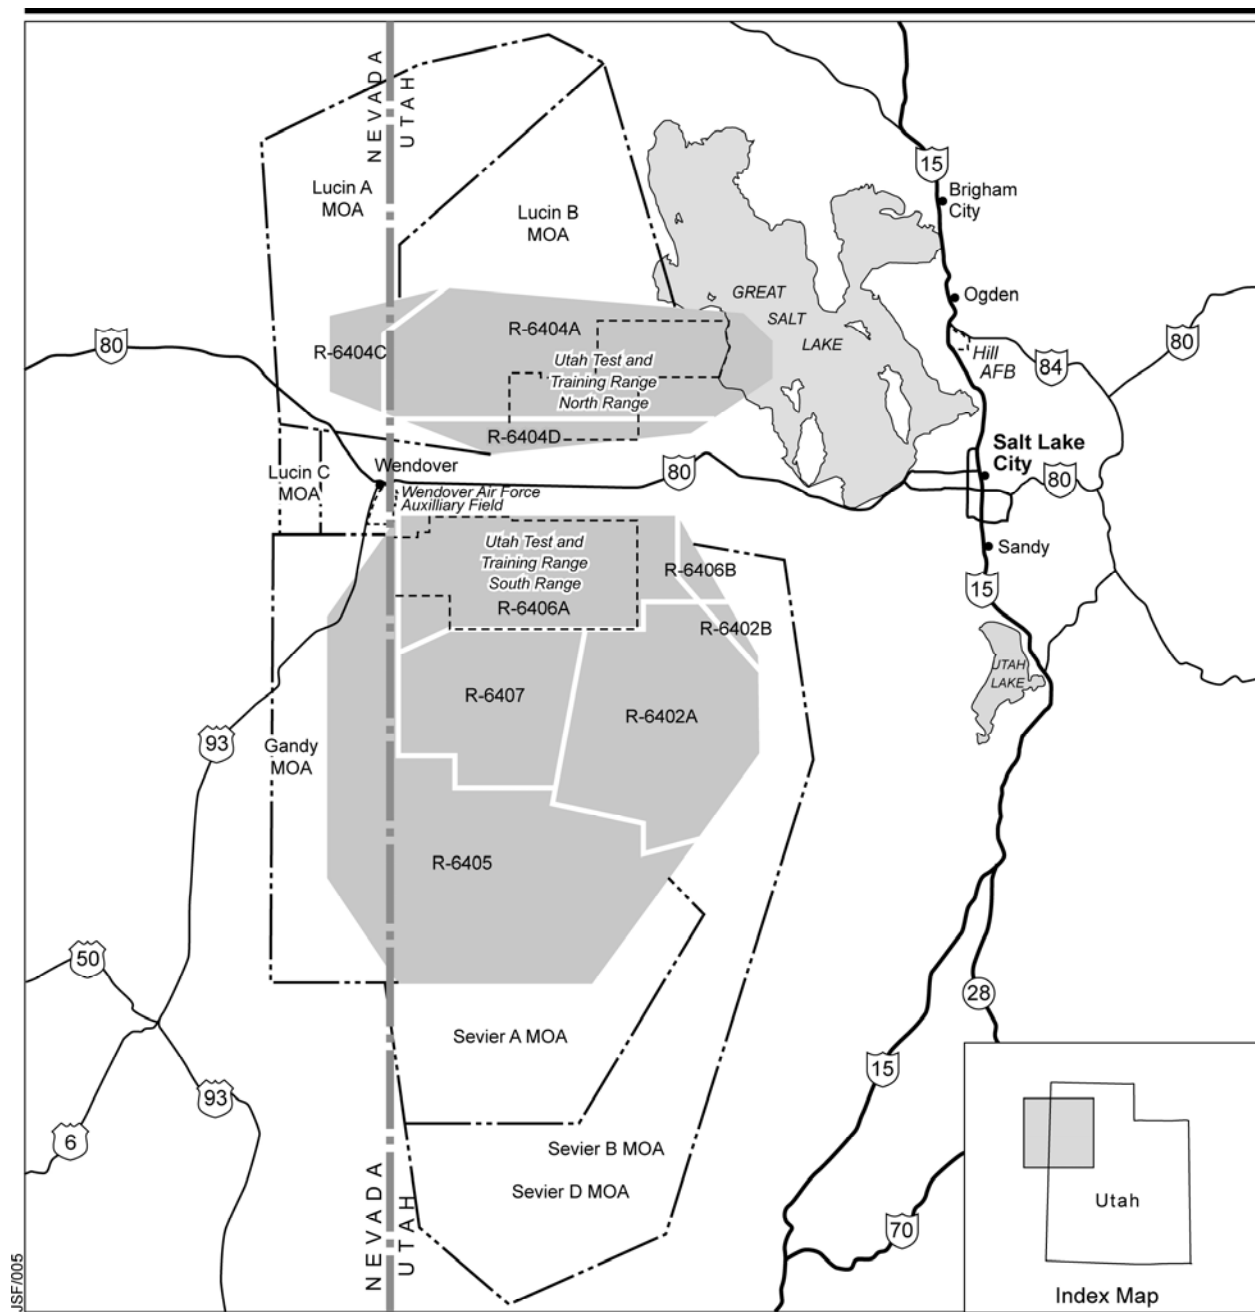 NEVADA
UTAH
15
Lucin A
MOA
Brigham
City
Lucin B
MOA
GREAT
SALT
LAKE
Ogden
R-6404A
80
R-6404C
80
Hill
AFB
84
Utah Test and
Training Range
North Range
R-6404D
Salt Lake
City
Lucin C
MOA
Wendover
80
80
Wendover Air Force
Auxilliary Field
Utah Test and
Training Range
South Range
Sandy
R-6406B
15
R-6406A
R-6402B
UTAH
LAKE
R-6407
R-6402A
93
Gandy
MOA
R-6405
50
28
Sevier A MOA
15
93
6
Sevier B MOA
Sevier D MOA
NEVADA
UTAH
70
Utah
Index Map
JSF/005